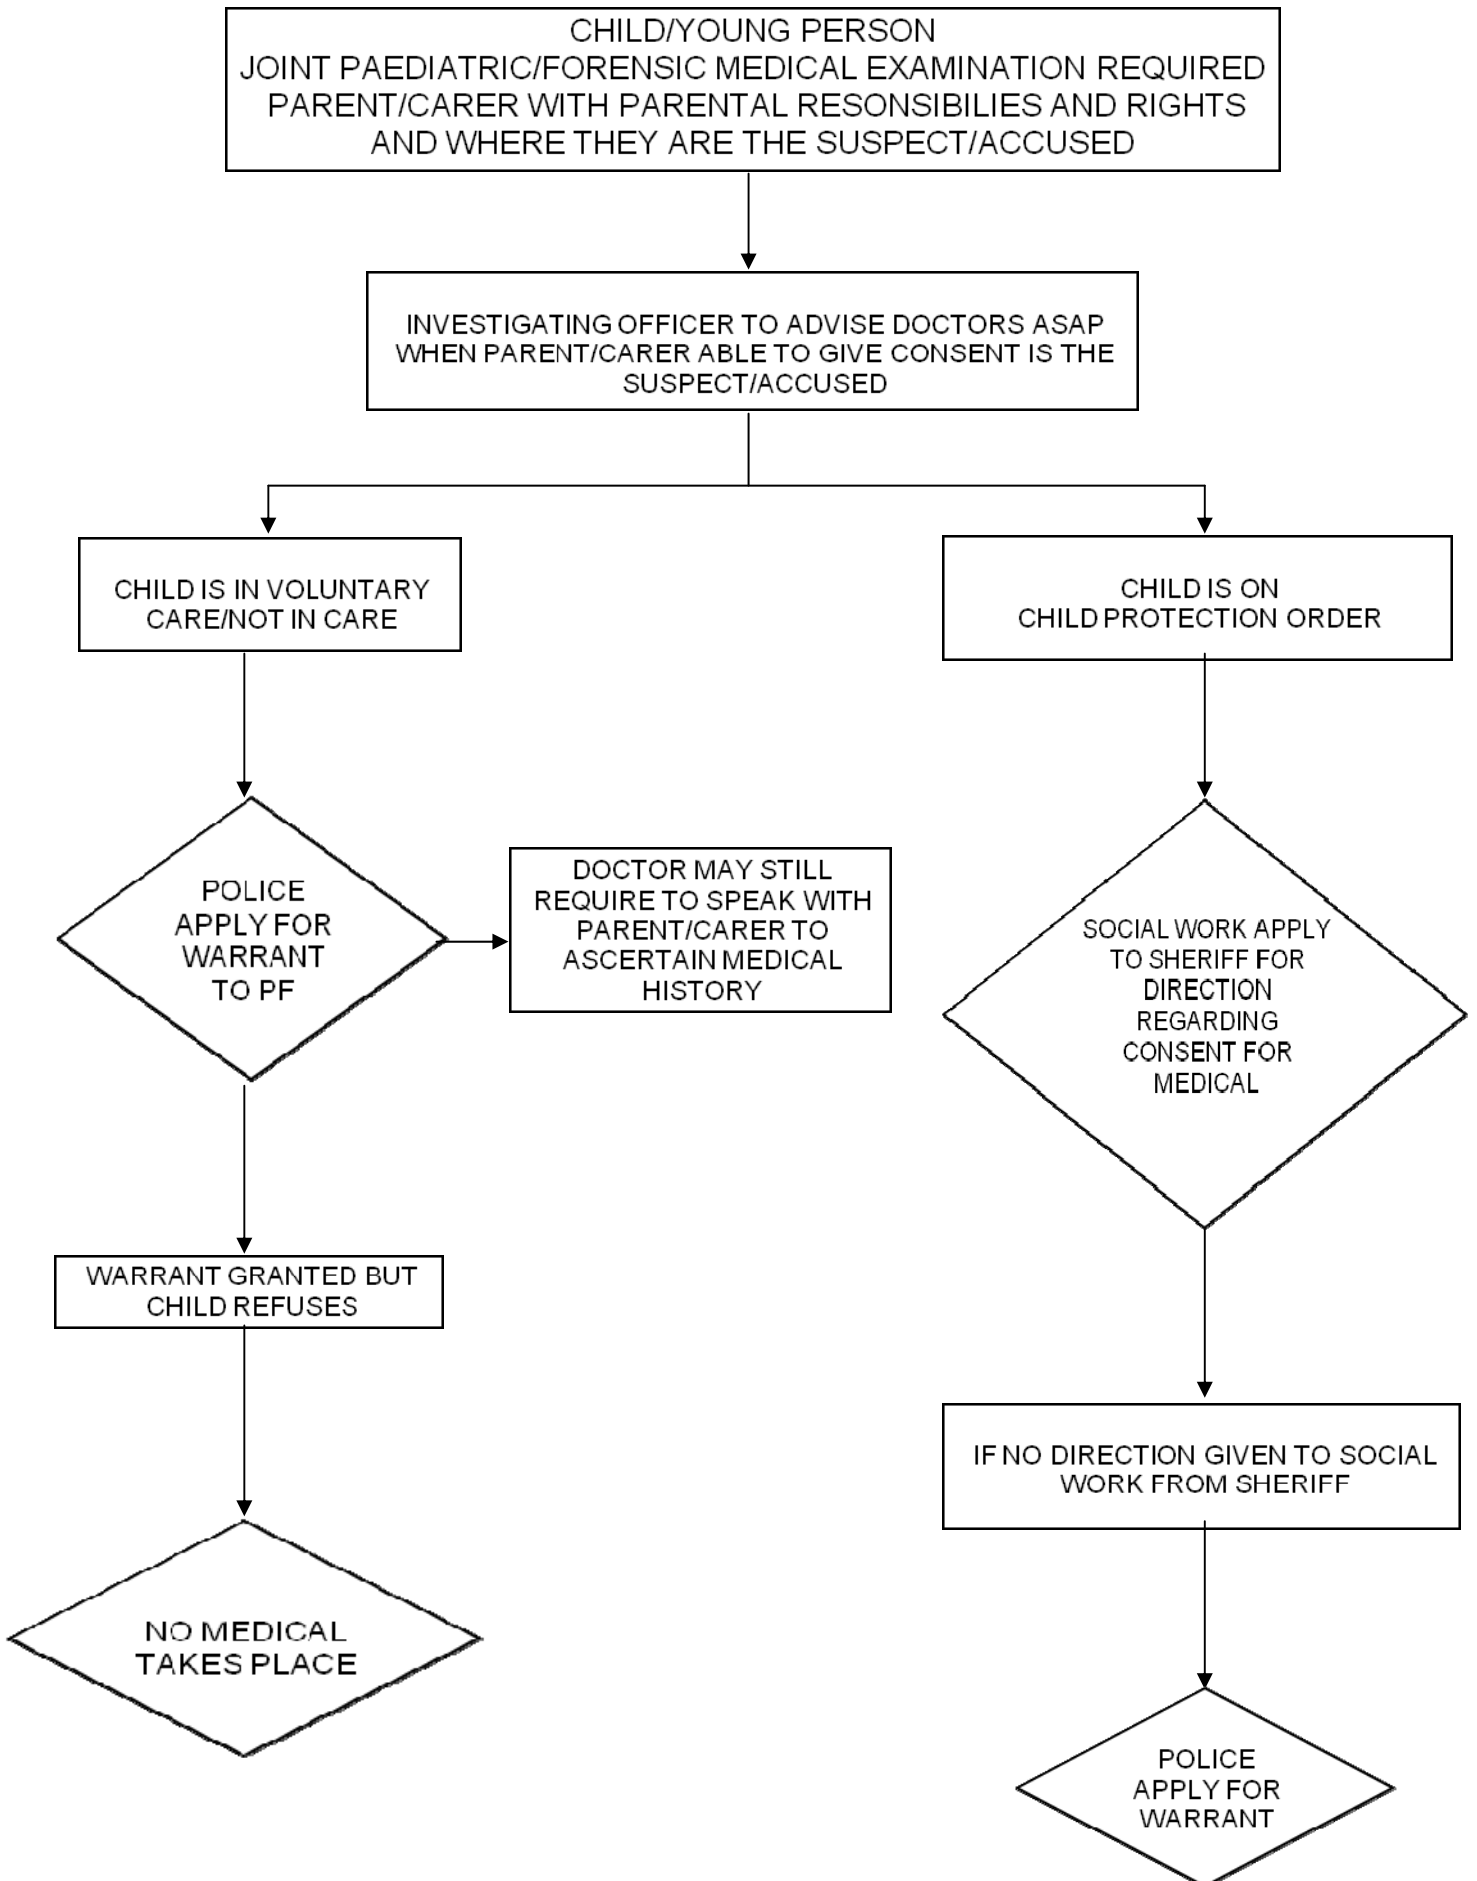 CHILD/YOUNG PERSON
JOINT PAEDIATRIC/FORENSIC MEDICAL EXAMINATION REQUIRED
PARENT/CARER WITH PARENTAL RESONSIBILIES AND RIGHTS
AND WHERE THEY ARE THE SUSPECT/ACCUSED
INVESTIGATING OFFICER TO ADVISE DOCTORS ASAP
WHEN PARENT/CARER ABLE TO GIVE CONSENT IS THE
SUSPECT/ACCUSED
CHILD IS IN VOLUNTARY
CARE/NOT IN CARE
CHILD IS ON
CHILD PROTECTION ORDER
POLICE
APPLY FOR
WARRANT
TO PF
DOCTOR MAY STILL
REQUIRE TO SPEAK WITH
PARENT/CARER TO
ASCERTAIN MEDICAL
HISTORY
SOCIAL WORK APPLY
TO SHERIFF FOR
DIRECTION
REGARDING
CONSENT FOR
MEDICAL
WARRANT GRANTED BUT
CHILD REFUSES
IF NO DIRECTION GIVEN TO SOCIAL
WORK FROM SHERIFF
NO MEDICAL
TAKES PLACE
POLICE
APPLY FOR
WARRANT